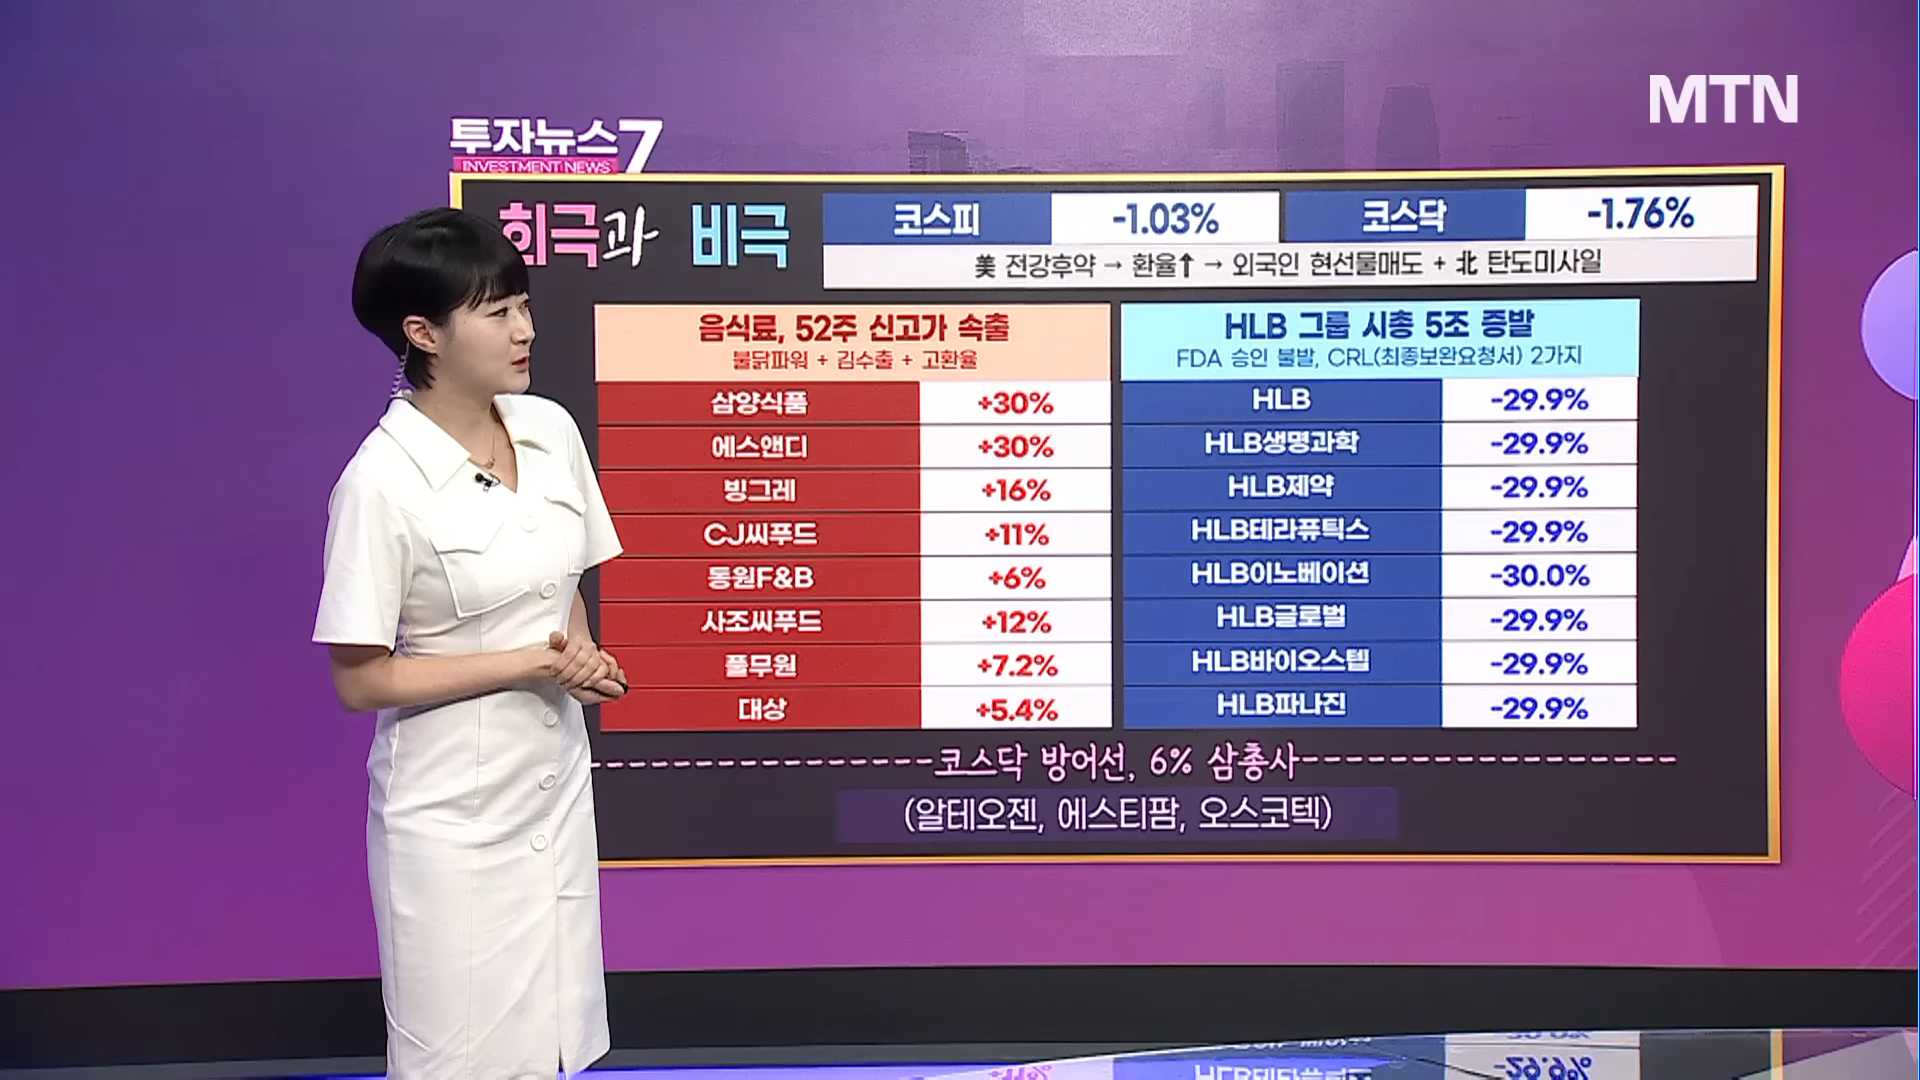 MTN
투자뉴스7
INVESTMENT NEWS
희극과 비극
코스피 -1.03% 코스닥 -1.76%
美 전강후약 → 환율↑ → 외국인 현선물매도 + 北 탄도미사일
음식료, 52주 신고가 속출
불닭파워 + 김수출 + 고환율
삼양식품 +30%
에스앤디 +30%
빙그레 +16%
CJ씨푸드 +11%
동원F&B +6%
사조씨푸드 +12%
풀무원 +7.2%
대상 +5.4%
HLB 그룹 시총 5조 증발
FDA 승인 불발, CRL(최종보완요청서) 2가지
HLB -29.9%
HLB생명과학 -29.9%
HLB제약 -29.9%
HLB테라퓨틱스 -29.9%
HLB이노베이션 -30.0%
HLB글로벌 -29.9%
HLB바이오스텝 -29.9%
HLB파나진 -29.9%
코스닥 방어선, 6% 삼총사
(알테오젠, 에스티팜, 오스코텍)